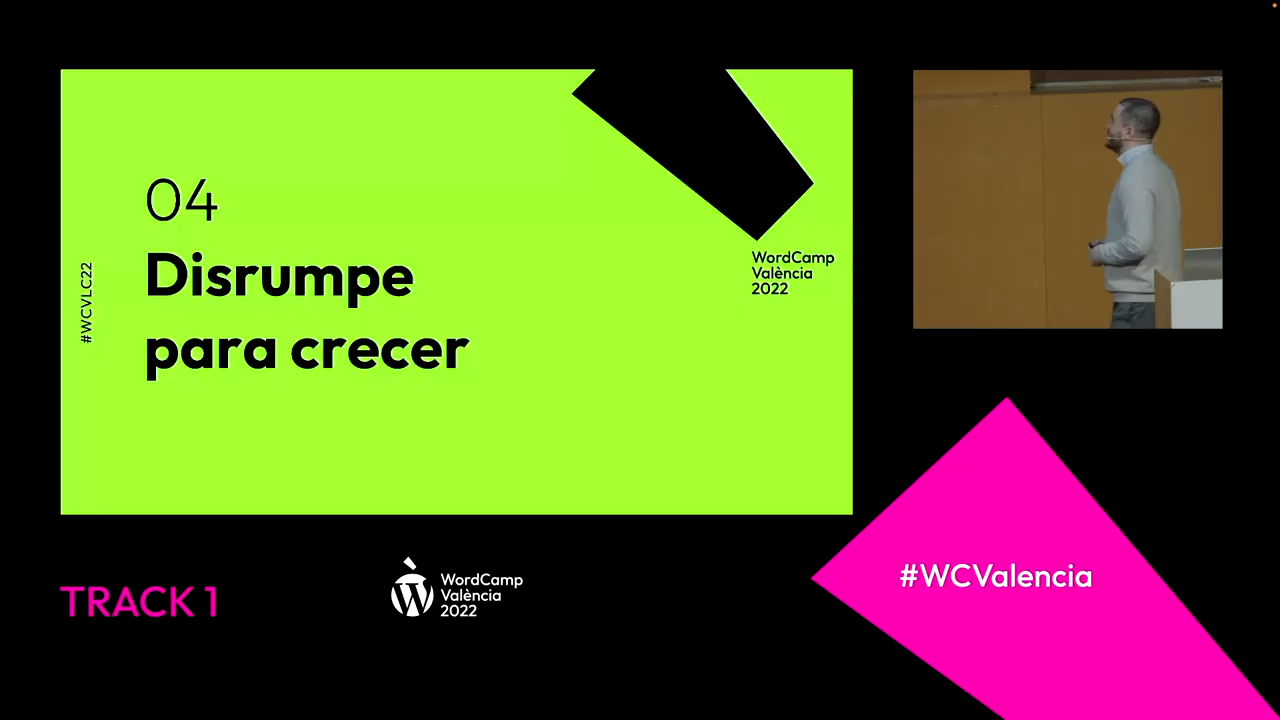 #WCVLC22
04
Disrumpe
para crecer
WordCamp
València
2022
TRACK 1
WordCamp
València
2022
#WCValencia